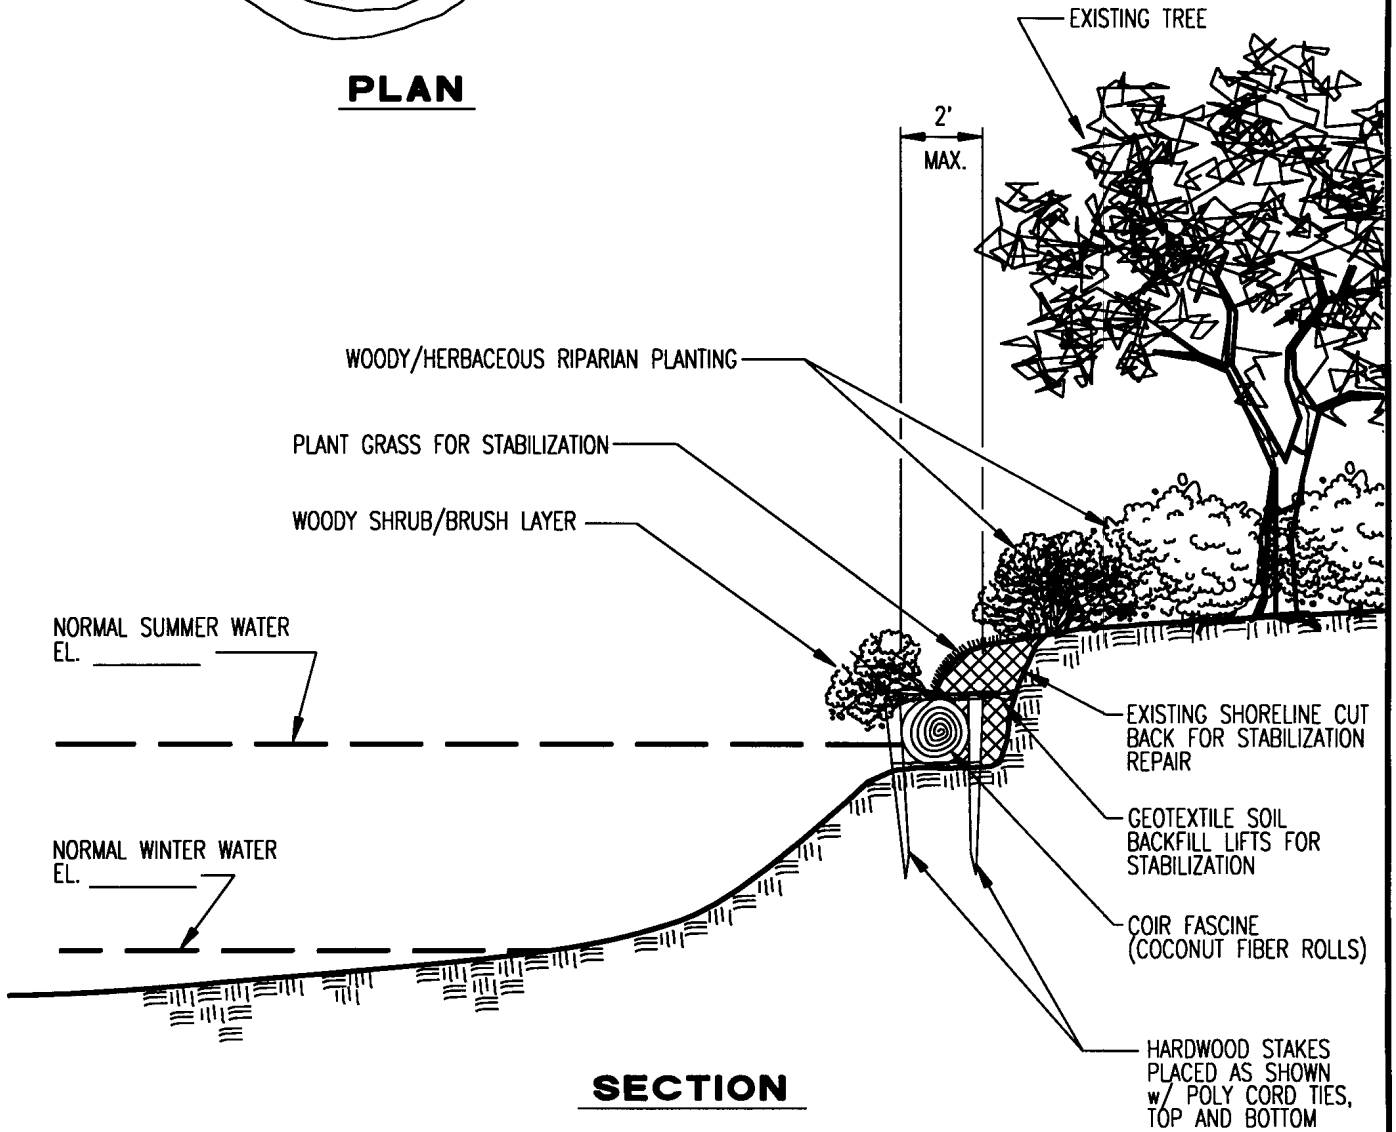 EXISTING TREE
PLAN
2'
MAX.
WOODY/HERBACEOUS RIPARIAN PLANTING
PLANT GRASS FOR STABILIZATION
WOODY SHRUB/BRUSH LAYER
NORMAL SUMMER WATER
EL. 
EXISTING SHORELINE CUT
BACK FOR STABILIZATION
REPAIR
GEOTEXTILE SOIL
BACKFILL LIFTS FOR
STABILIZATION
NORMAL WINTER WATER
EL. 
COIR FASCINE
(COCONUT FIBER ROLLS)
HARDWOOD STAKES
PLACED AS SHOWN
w/ POLY CORD TIES,
TOP AND BOTTOM
SECTION